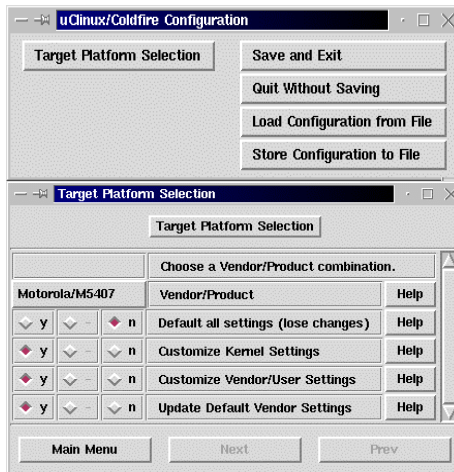 uClinux/Coldfire Configuration
Target Platform Selection Save and Exit
Quit Without Saving
Load Configuration from File
Store Configuration to File
Target Platform Selection
Target Platform Selection
Choose a Vendor/Product combination.
Motorola/M5407 Vendor/Product Help
y - n Default all settings (lose changes) Help
y - n Customize Kernel Settings Help
y - n Customize Vendor/User Settings Help
y - n Update Default Vendor Settings Help
Main Menu Next Prev